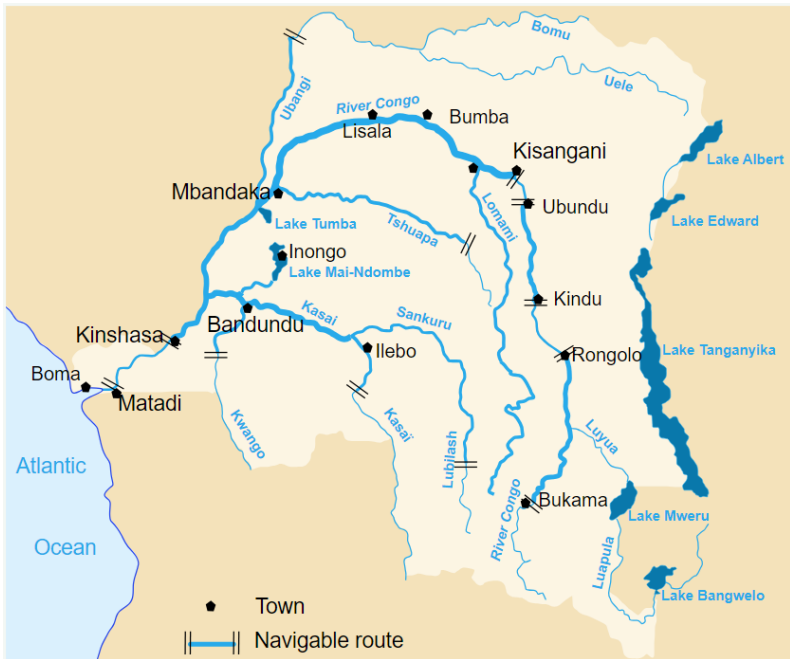 Bomu
Uele
Ubangi
River Congo
Lisala
Bumba
Kisangani
Lake Albert
Mbandaka
Ubundu
Lake Edward
Lake Tumba
Tshuapa
Lomami
Inongo
Lake Mai-Ndombe
Kindu
Bandundu
Kasai
Sankuru
Kinshasa
Ilebo
Rongolo
Lake Tanganyika
Boma
Matadi
Kwango
Kasaï
Lubilash
Luyua
Atlantic
Ocean
River Congo
Bukama
Lake Mweru
Luapula
Lake Bangwelo
Town
Navigable route